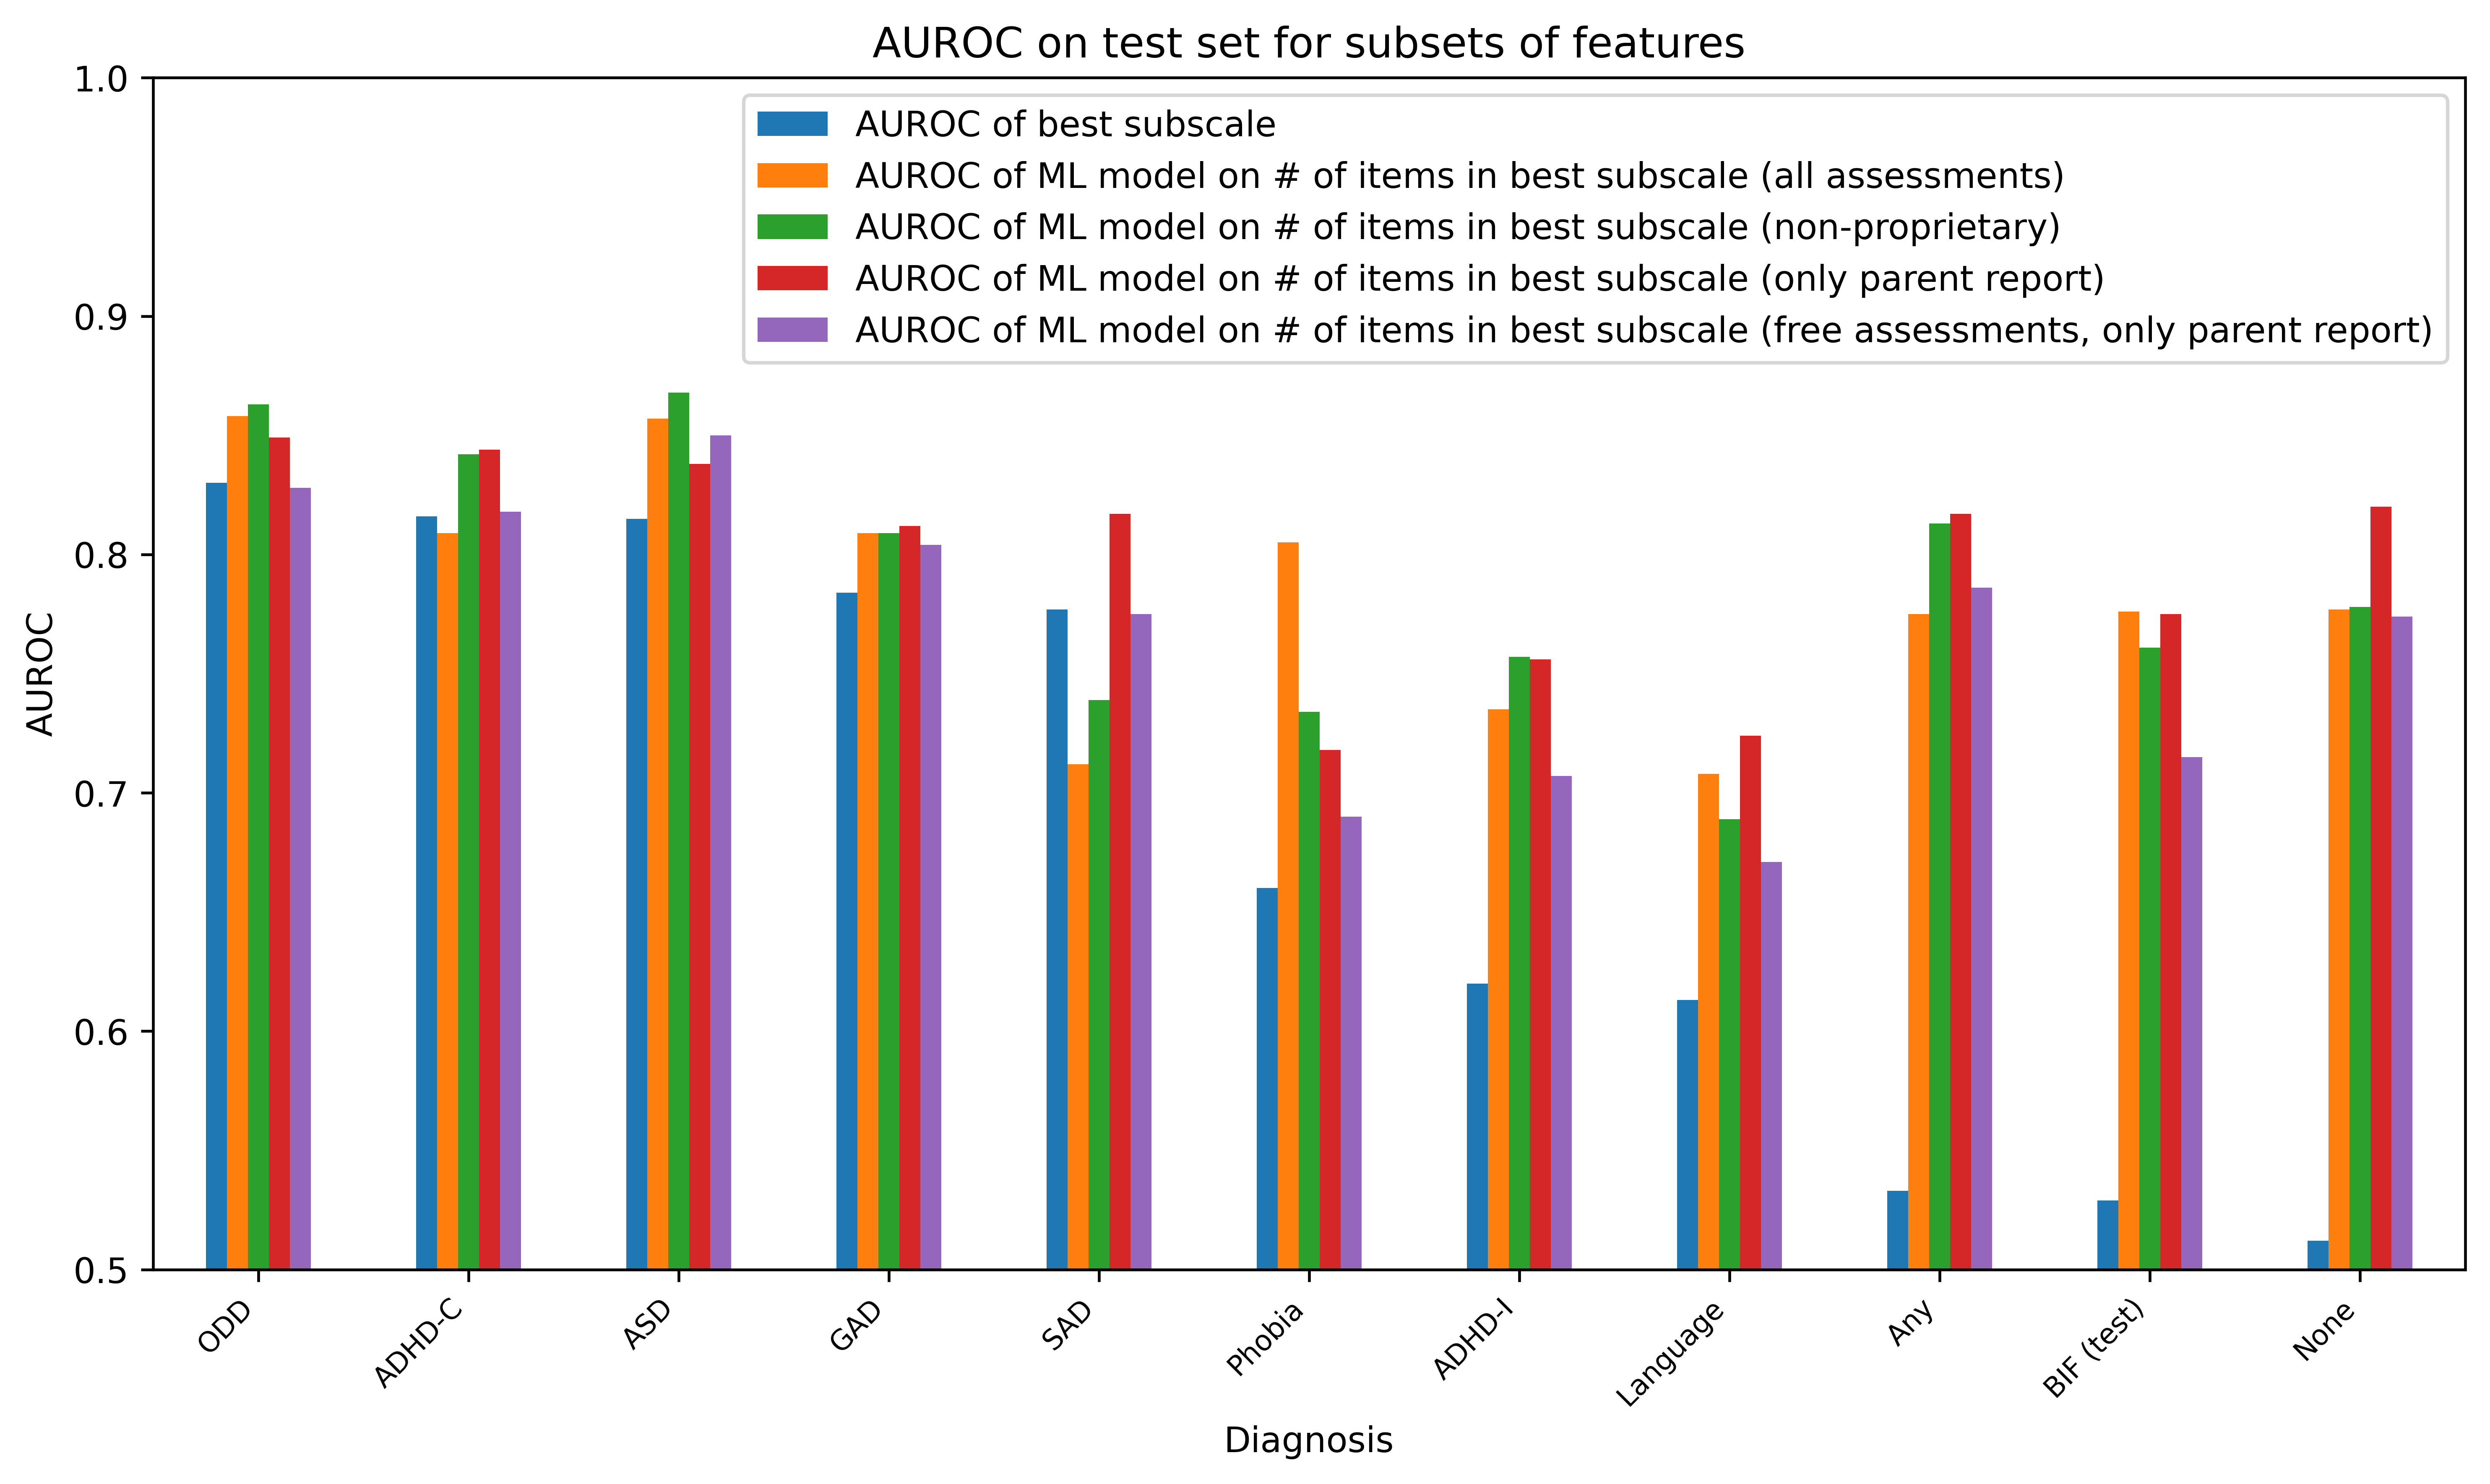 AUROC on test set for subsets of features
AUROC of best subscale
AUROC of ML model on # of items in best subscale (all assessments)
AUROC of ML model on # of items in best subscale (non-proprietary)
AUROC of ML model on # of items in best subscale (only parent report)
AUROC of ML model on # of items in best subscale (free assessments, only parent report)
AUROC
1.0
0.9
0.8
0.7
0.6
0.5
ODD
ADHD-C
ASD
GAD
SAD
Phobia
ADHD-I
Language
Any
BIF (test)
None
Diagnosis